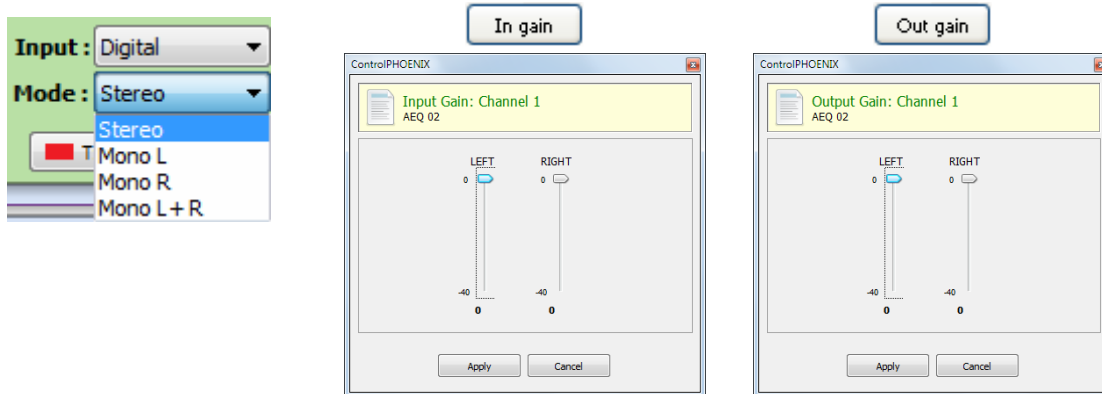 Input : Digital
Mode : Stereo
Stereo
T
Mono L
Mono R
Mono L+R
In gain
ControlPHOENIX
Input Gain: Channel 1
AEQ 02
LEFT RIGHT
0 0
-40 -40
0 0
Apply Cancel
Out gain
ControlPHOENIX
Output Gain: Channel 1
AEQ 02
LEFT RIGHT
0 0
-40 -40
0 0
Apply Cancel